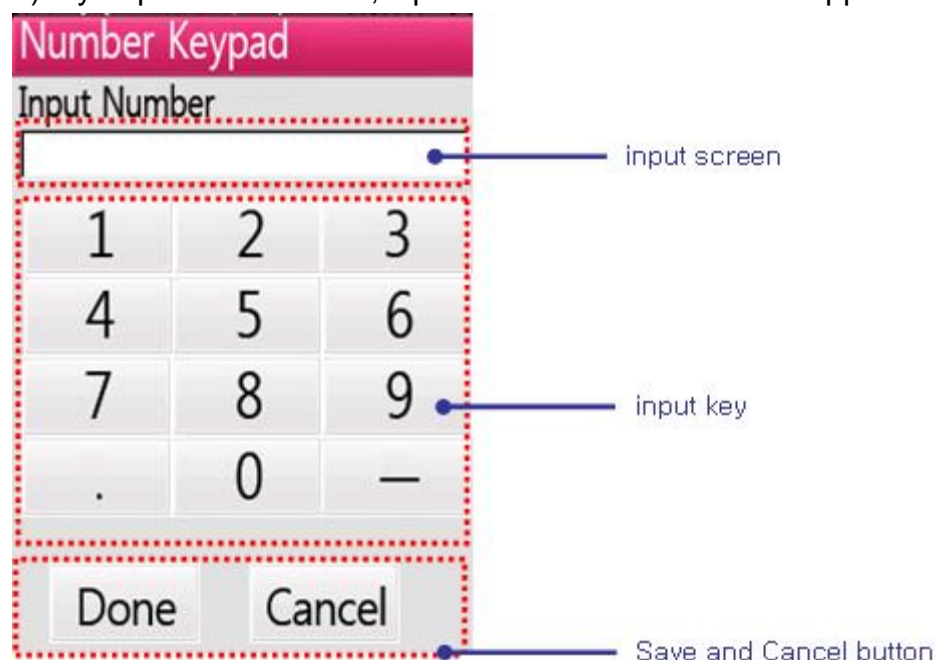 Number Keypad
Input Number
input screen
1 2 3
4 5 6
7 8 9
input key
. 0 –
Done Cancel
Save and Cancel button